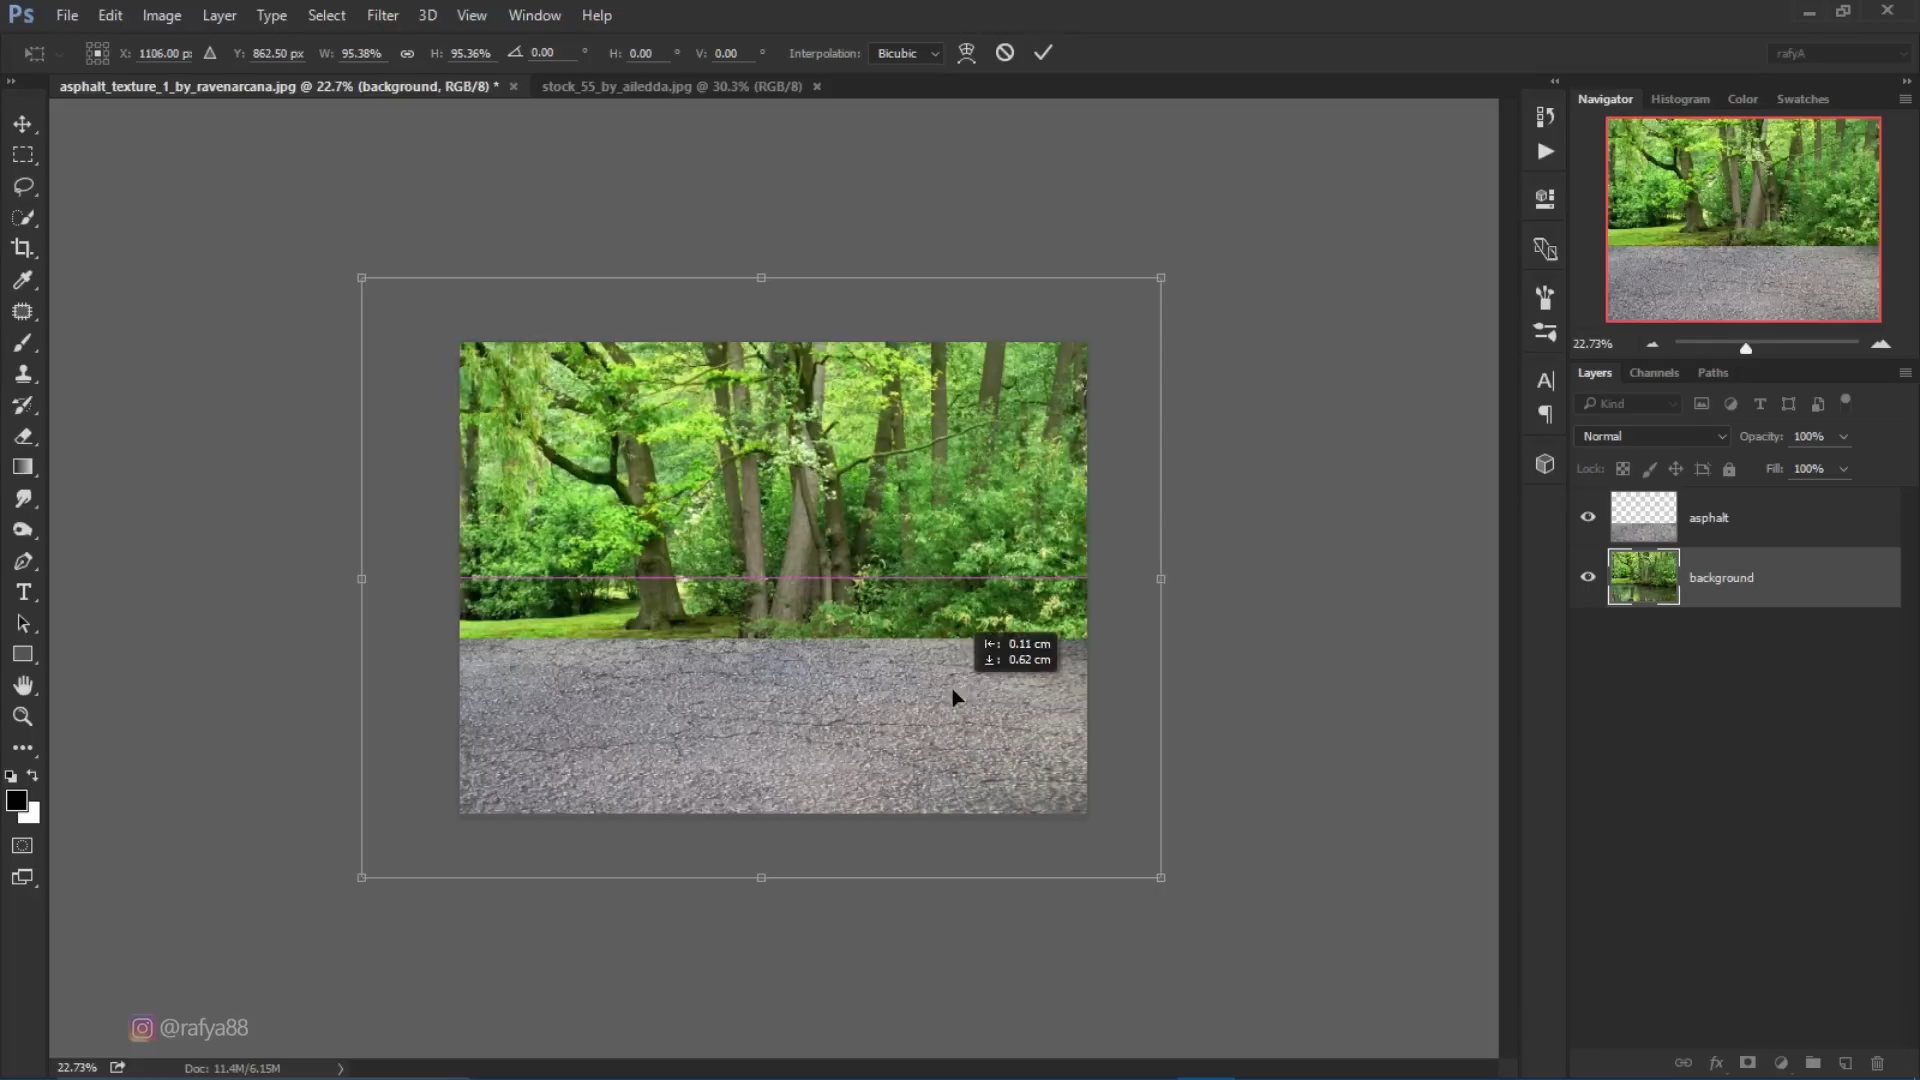 Ps File Edit Image Layer Type Select Filter 3D View Window Help
X: 1106.00 p Y: 862.50 px W: 95.38% H: 95.36% 0.00 ° H: 0.00 ° V: 0.00 ° Interpolation: Bicubic rafyA
asphalt_texture_1_by_ravenarcana.jpg @ 22.7% (background, RGB/8) * × stock_55_by_ailedda.jpg @ 30.3% (RGB/8) ×
Navigator Histogram Color Swatches
22.73%
Layers Channels Paths
Kind
Normal Opacity: 100%
Lock: Fill: 100%
asphalt
background
0.11 cm
0.62 cm
@rafya88
22.73% Doc: 11.4M/6.15M